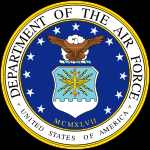 DEPARTMENT OF THE AIR FORCE
MCMXLVII
UNITED STATES OF AMERICA